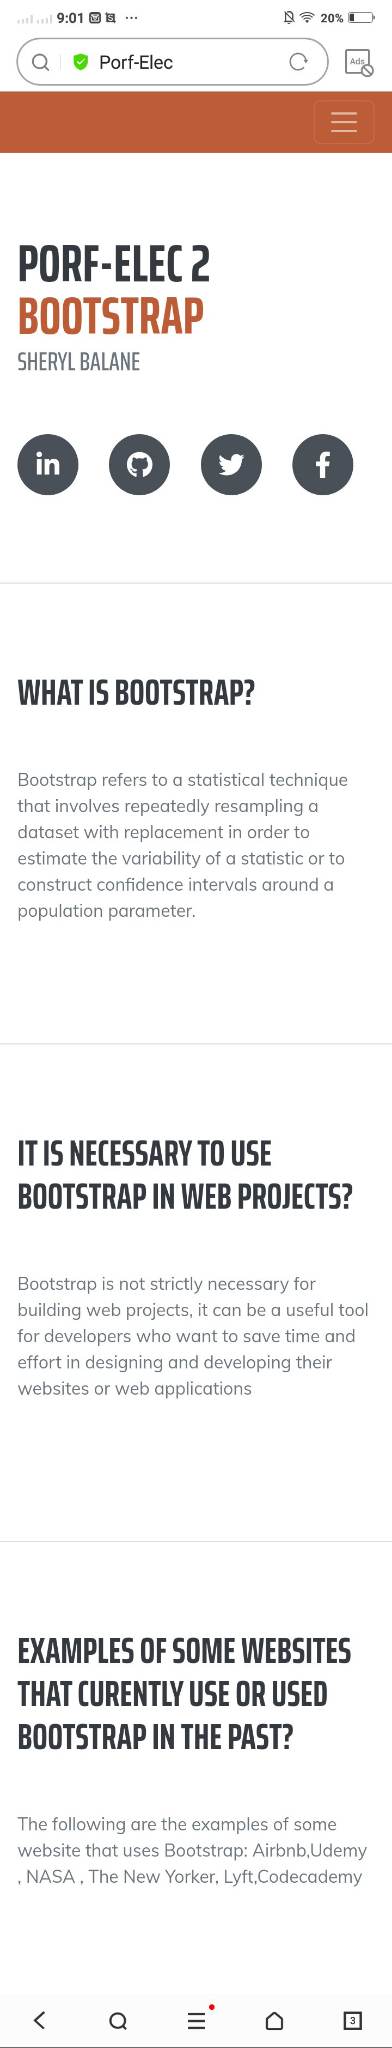 9:01
20%
Porf-Elec
Ads
PORF-ELEC 2
BOOTSTRAP
SHERYL BALANE
in
WHAT IS BOOTSTRAP?
Bootstrap refers to a statistical technique
that involves repeatedly resampling a
dataset with replacement in order to
estimate the variability of a statistic or to
construct confidence intervals around a
population parameter.
IT IS NECESSARY TO USE
BOOTSTRAP IN WEB PROJECTS?
Bootstrap is not strictly necessary for
building web projects, it can be a useful tool
for developers who want to save time and
effort in designing and developing their
websites or web applications
EXAMPLES OF SOME WEBSITES
THAT CURENTLY USE OR USED
BOOTSTRAP IN THE PAST?
The following are the examples of some
website that uses Bootstrap: Airbnb,Udemy
, NASA , The New Yorker, Lyft,Codecademy
3